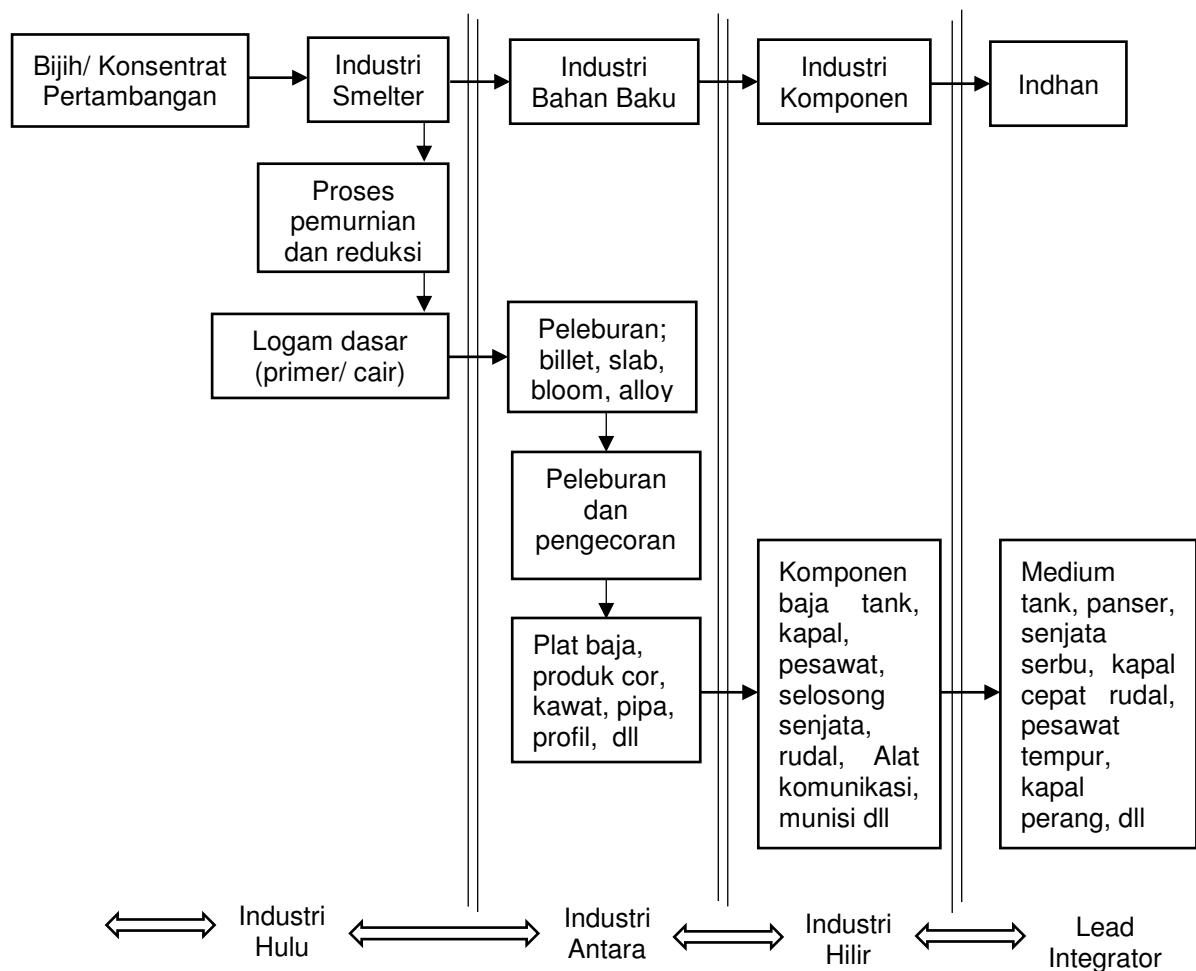 Bijih/ Konsentrat
Pertambangan
Industri
Smelter
Industri
Bahan Baku
Industri
Komponen
Indhan
Proses
pemurnian
dan reduksi
Logam dasar
(primer/ cair)
Peleburan;
billet, slab,
bloom, alloy
Peleburan
dan
pengecoran
Plat baja,
produk cor,
kawat, pipa,
profil, dll
Komponen
baja tank,
kapal,
pesawat,
selosong
senjata,
rudal, Alat
komunikasi,
munisi dll
Medium
tank, panser,
senjata
serbu, kapal
cepat rudal,
pesawat
tempur,
kapal
perang, dll
Industri
Hulu
Industri
Antara
Industri
Hilir
Lead
Integrator